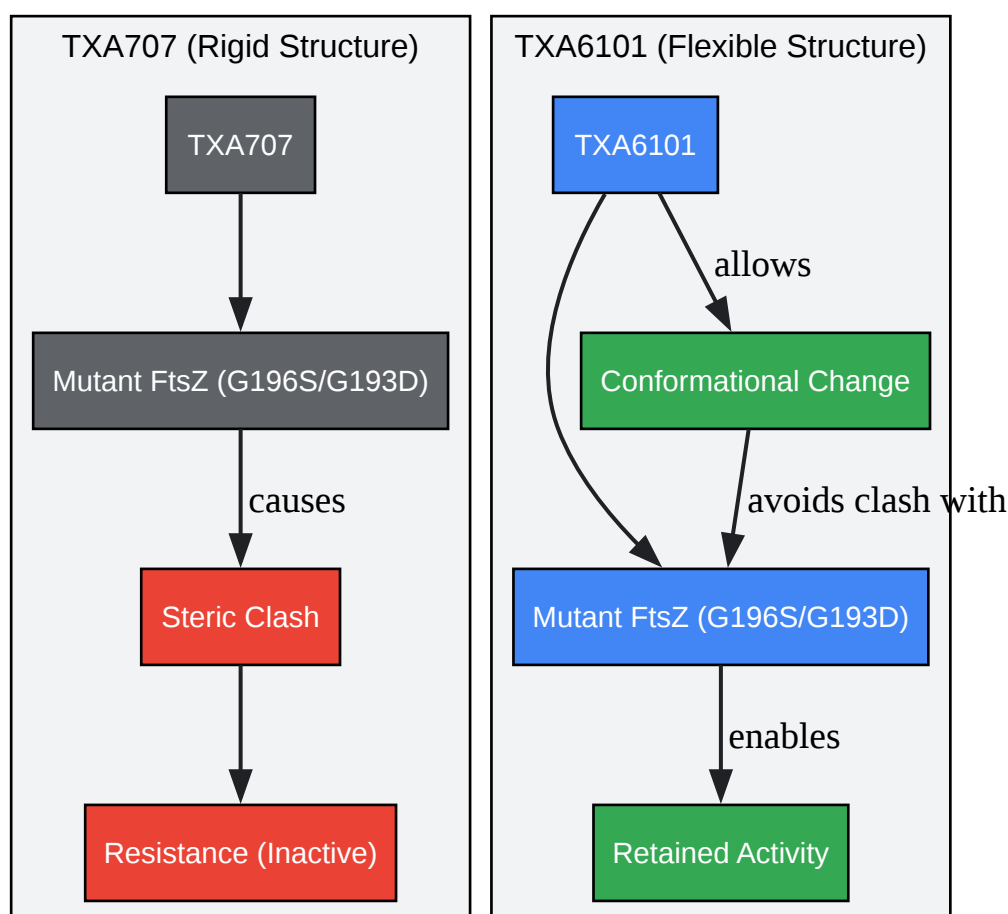 TXA707 (Rigid Structure)
TXA707
Mutant FtsZ (G196S/G193D)
causes
Steric Clash
Resistance (Inactive)
TXA6101 (Flexible Structure)
TXA6101
allows
Conformational Change
avoids clash with
Mutant FtsZ (G196S/G193D)
enables
Retained Activity